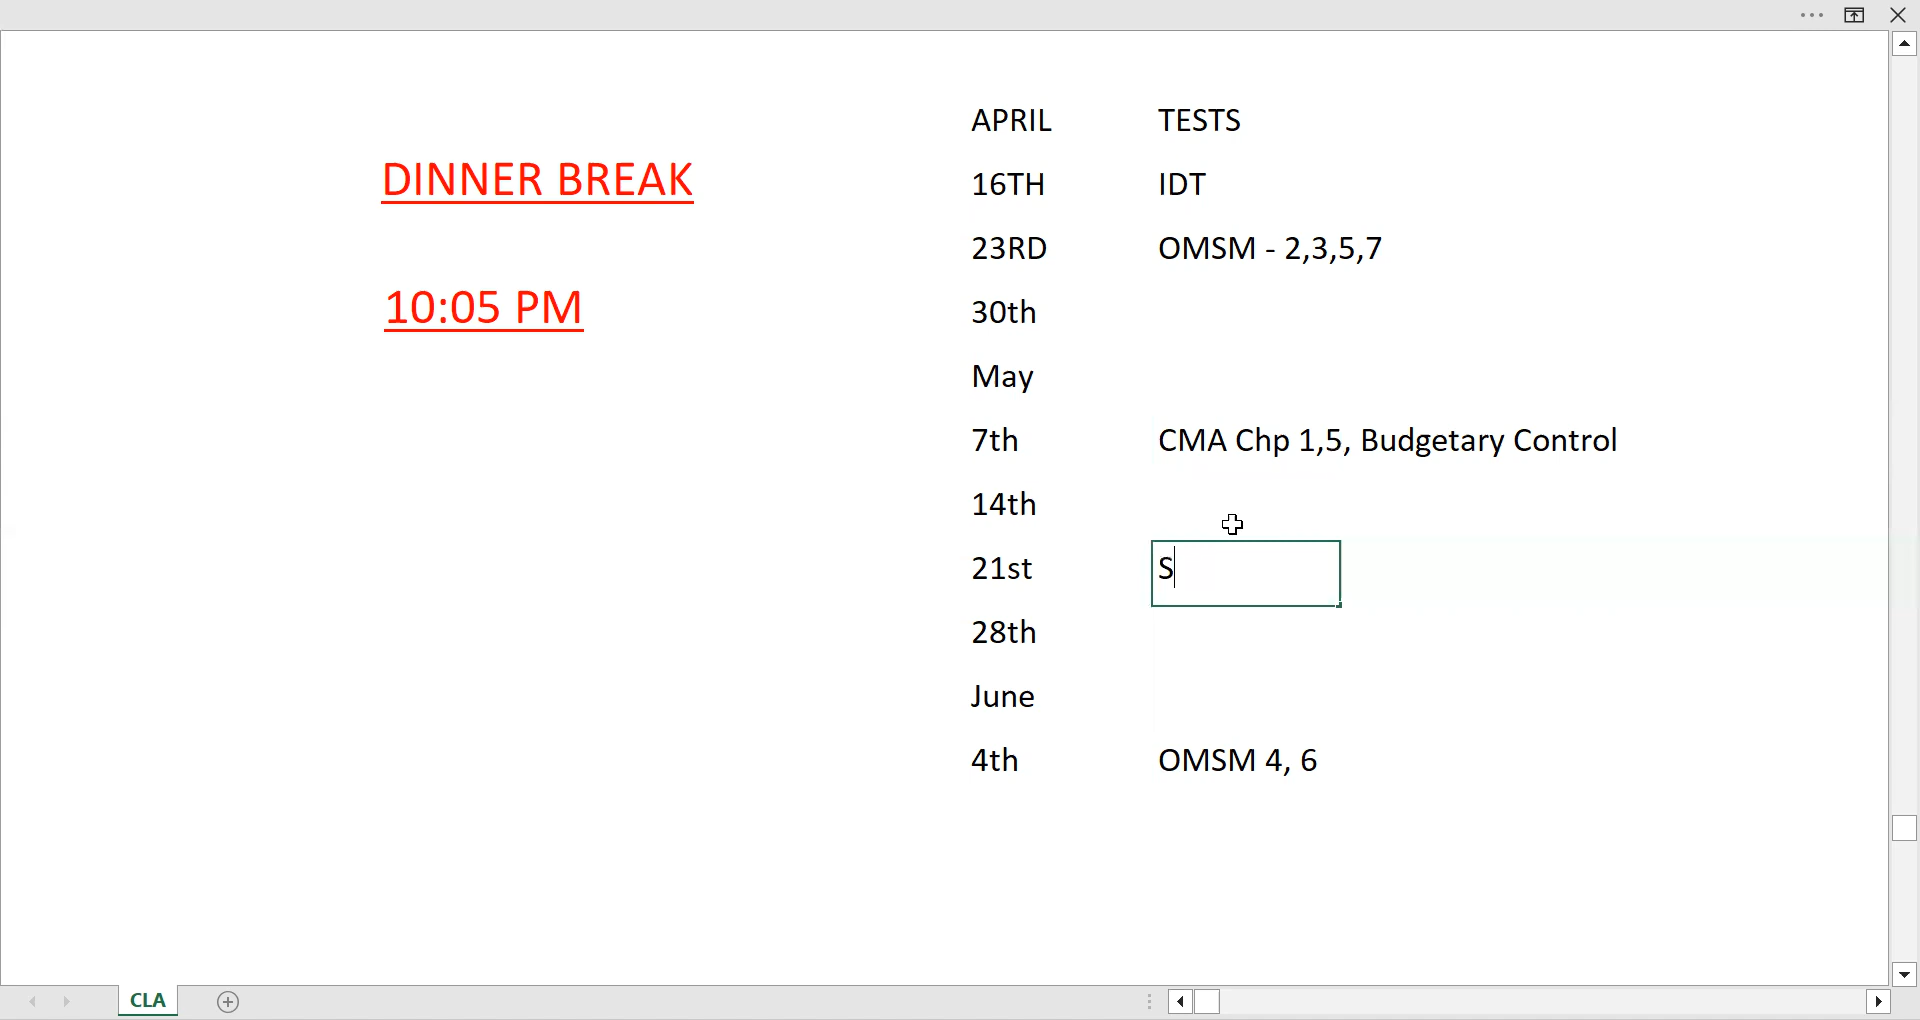 DINNER BREAK
10:05 PM
APRIL TESTS
16TH IDT
23RD OMSM - 2,3,5,7
30th
May
7th CMA Chp 1,5, Budgetary Control
14th
21st S
28th
June
4th OMSM 4, 6
CLA